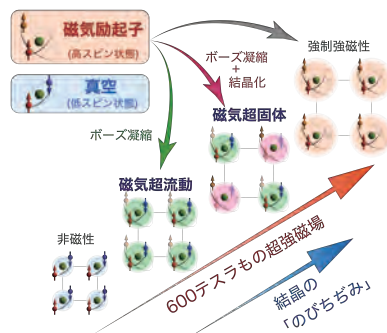 磁気励起子
(高スピン状態)
真空
(低スピン状態)
ボーズ凝縮
+
結晶化
強制強磁性
ボーズ凝縮
磁気超固体
磁気超流動
非磁性
600テスラもの超強磁場
結晶の
「のびちぢみ」